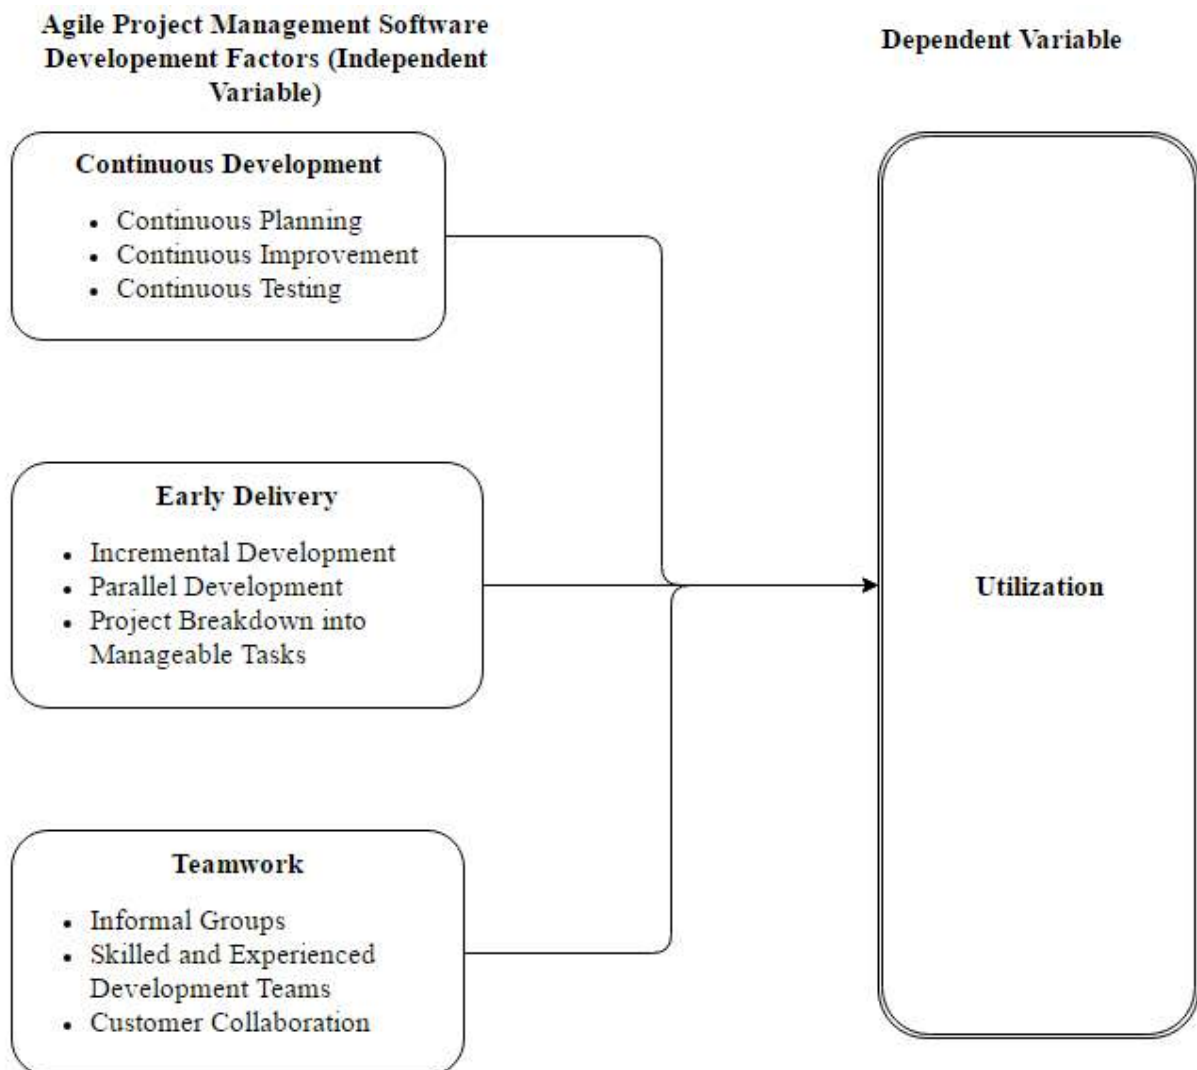 Agile Project Management Software
Developement Factors (Independent
Variable)
Dependent Variable
Continuous Development
• Continuous Planning
• Continuous Improvement
• Continuous Testing
Early Delivery
• Incremental Development
• Parallel Development
• Project Breakdown into
Manageable Tasks
Utilization
Teamwork
• Informal Groups
• Skilled and Experienced
Development Teams
• Customer Collaboration